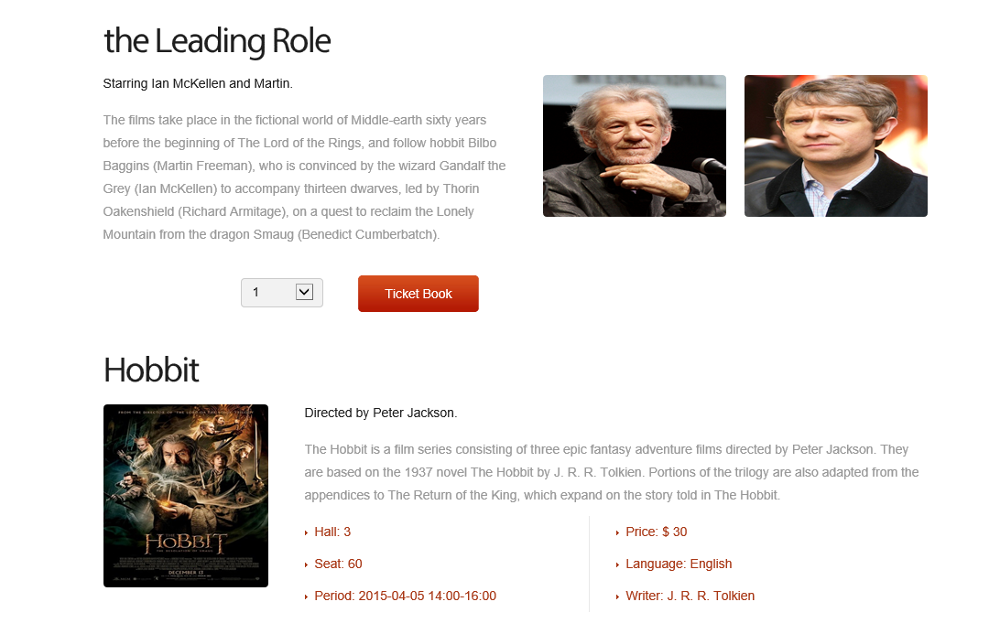 the Leading Role
Starring Ian McKellen and Martin.
The films take place in the fictional world of Middle-earth sixty years
before the beginning of The Lord of the Rings, and follow hobbit Bilbo
Baggins (Martin Freeman), who is convinced by the wizard Gandalf the
Grey (Ian McKellen) to accompany thirteen dwarves, led by Thorin
Oakenshield (Richard Armitage), on a quest to reclaim the Lonely
Mountain from the dragon Smaug (Benedict Cumberbatch).
1
Ticket Book
Hobbit
THE
HOBBIT
DECEMBER 13
Directed by Peter Jackson.
The Hobbit is a film series consisting of three epic fantasy adventure films directed by Peter Jackson. They
are based on the 1937 novel The Hobbit by J. R. R. Tolkien. Portions of the trilogy are also adapted from the
appendices to The Return of the King, which expand on the story told in The Hobbit.
Hall: 3
Seat: 60
Period: 2015-04-05 14:00-16:00
Price: $ 30
Language: English
Writer: J. R. R. Tolkien